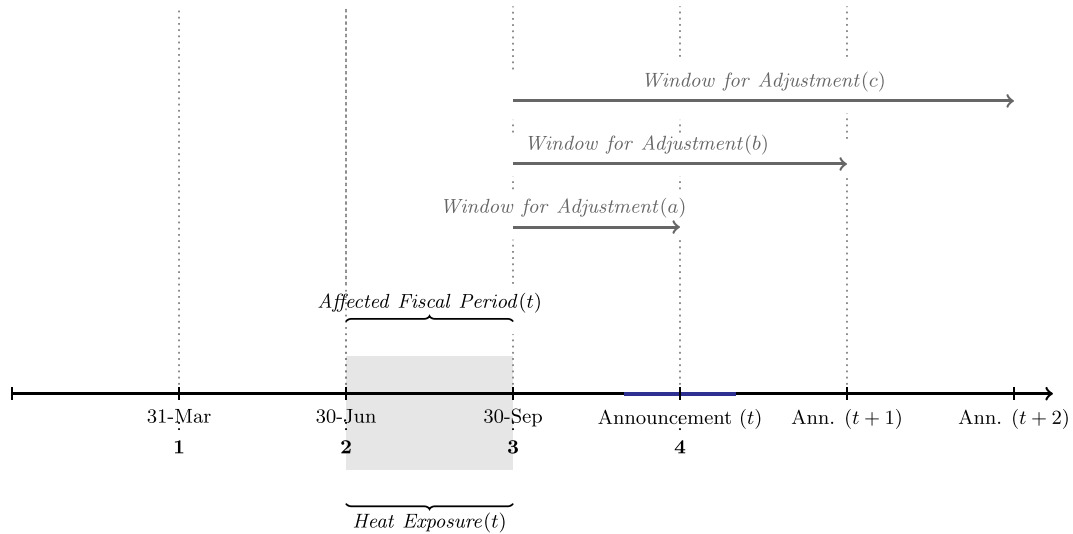 Window for Adjustment(c)
Window for Adjustment(b)
Window for Adjustment(a)
Affected Fiscal Period(t)
31-Mar 30-Jun 30-Sep Announcement (t) Ann. (t + 1) Ann. (t + 2)
1 2 3 4
Heat Exposure(t)